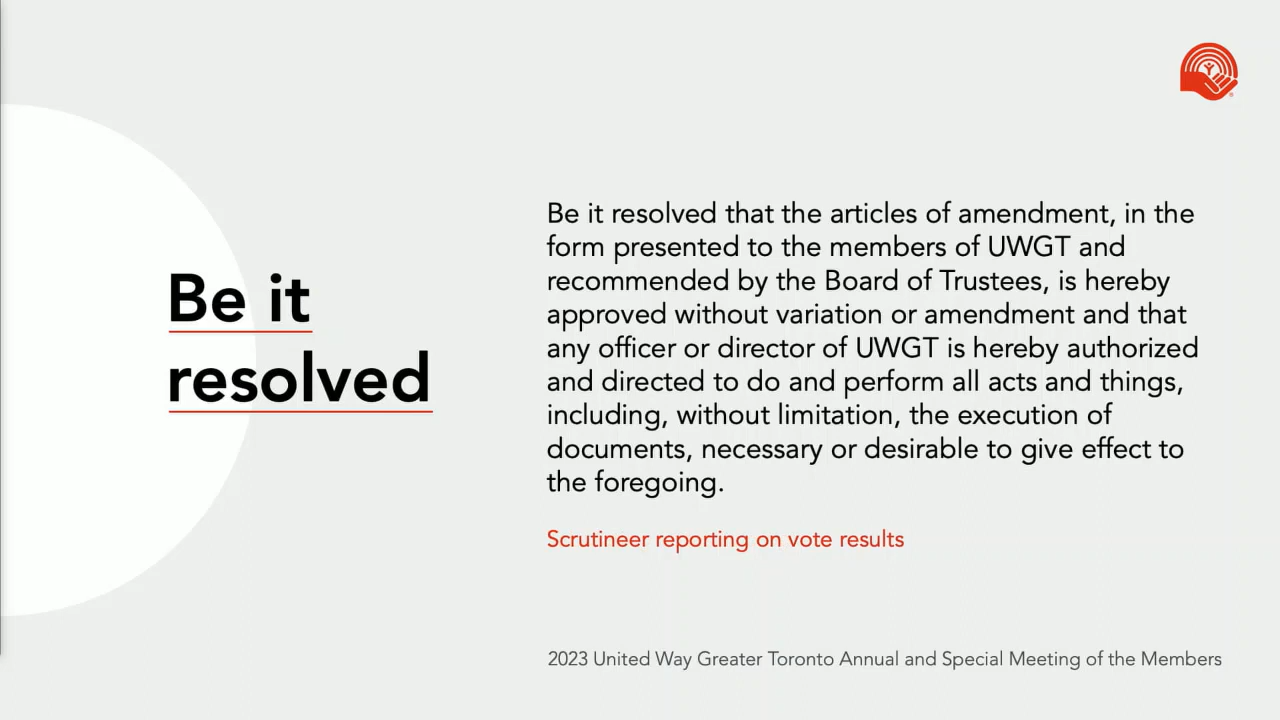 Be it
resolved
Be it resolved that the articles of amendment, in the
form presented to the members of UWGT and
recommended by the Board of Trustees, is hereby
approved without variation or amendment and that
any officer or director of UWGT is hereby authorized
and directed to do and perform all acts and things,
including, without limitation, the execution of
documents, necessary or desirable to give effect to
the foregoing.
Scrutineer reporting on vote results
2023 United Way Greater Toronto Annual and Special Meeting of the Members